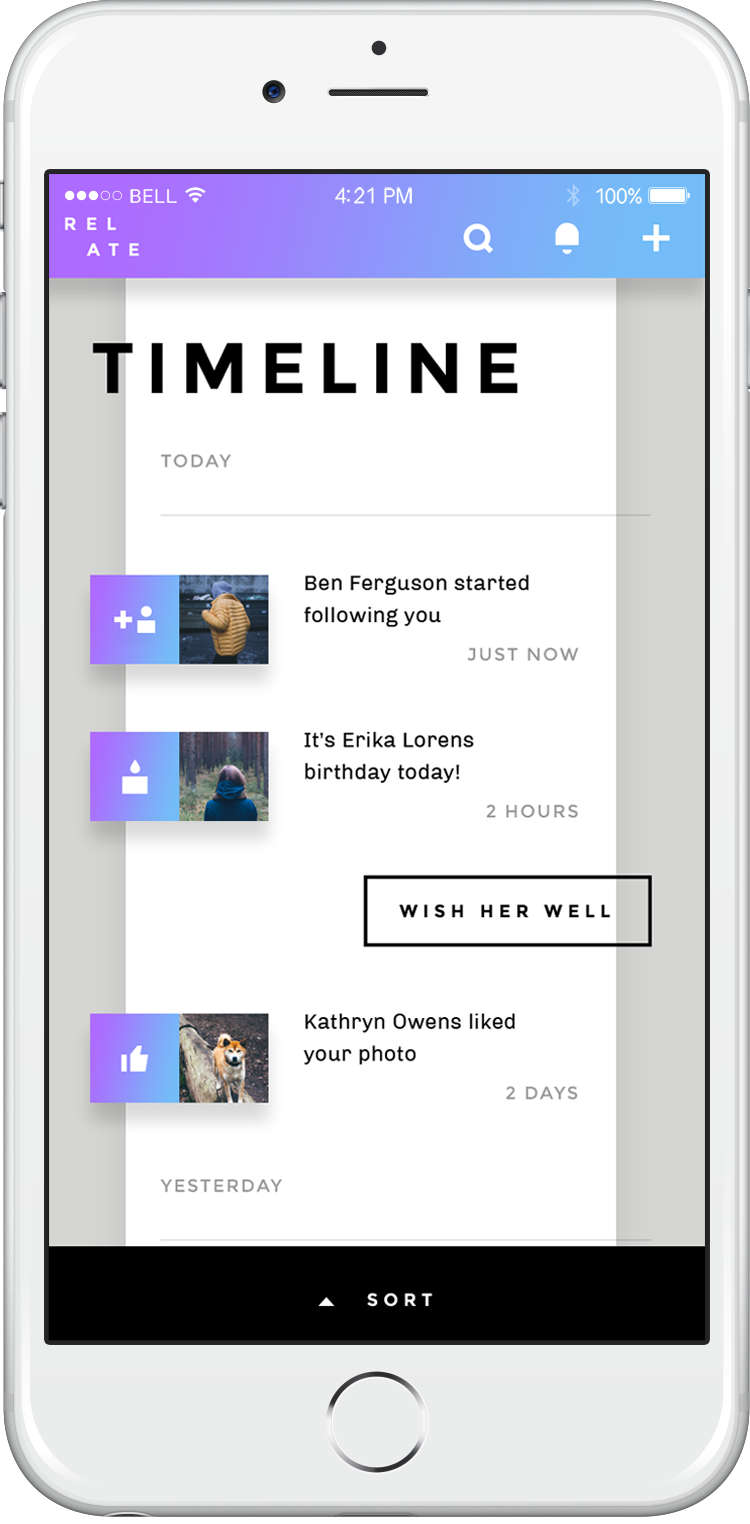 BELL 4:21 PM 100%
REL
ATE
TIMELINE
TODAY
Ben Ferguson started
following you
JUST NOW
It's Erika Lorens
birthday today!
2 HOURS
WISH HER WELL
Kathryn Owens liked
your photo
2 DAYS
YESTERDAY
SORT